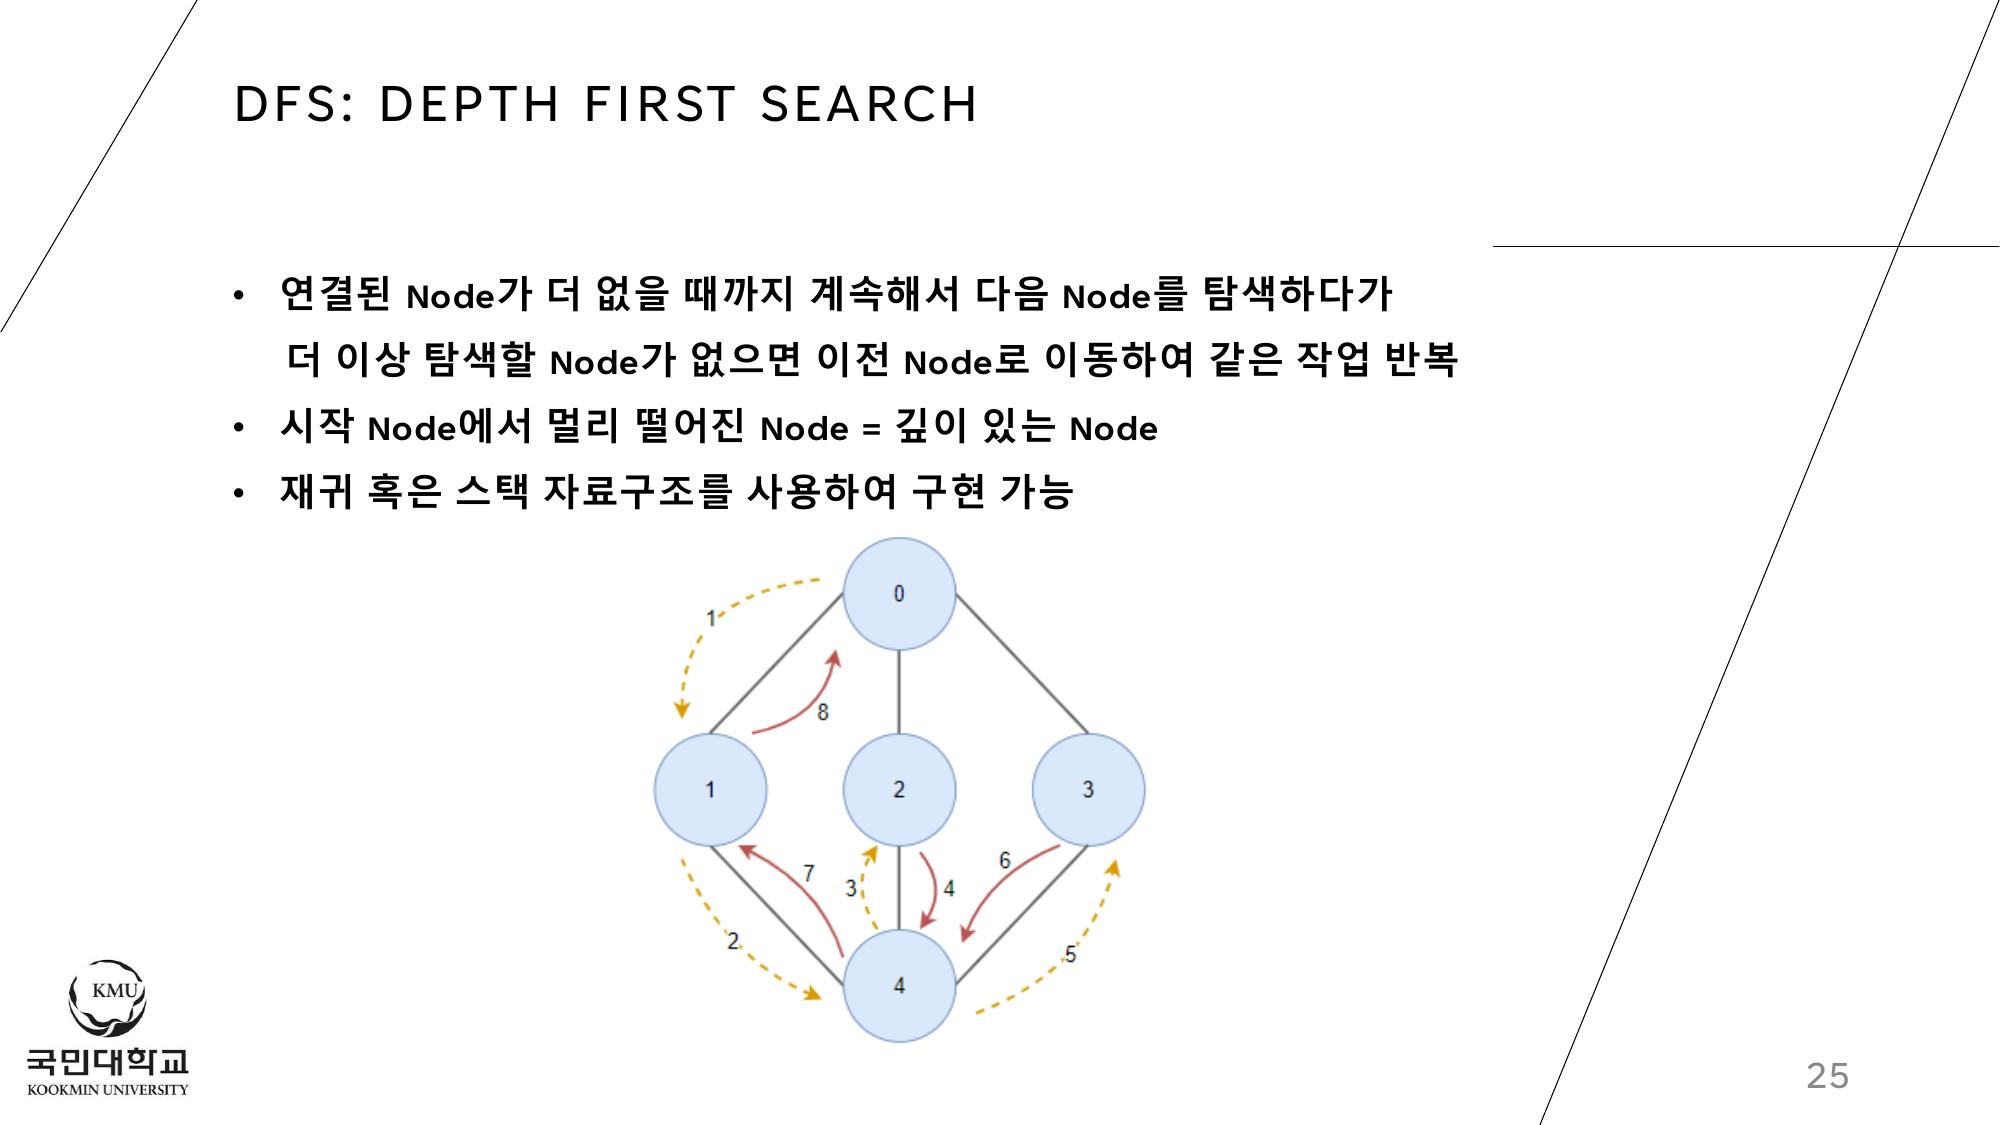 DFS: DEPTH FIRST SEARCH
• 연결된 Node가 더 없을 때까지 계속해서 다음 Node를 탐색하다가
더 이상 탐색할 Node가 없으면 이전 Node로 이동하여 같은 작업 반복
• 시작 Node에서 멀리 떨어진 Node = 깊이 있는 Node
• 재귀 혹은 스택 자료구조를 사용하여 구현 가능
0
1
8
1
2
3
7
3
4
6
2
5
4
KMU
국민대학교
KOOKMIN UNIVERSITY
25